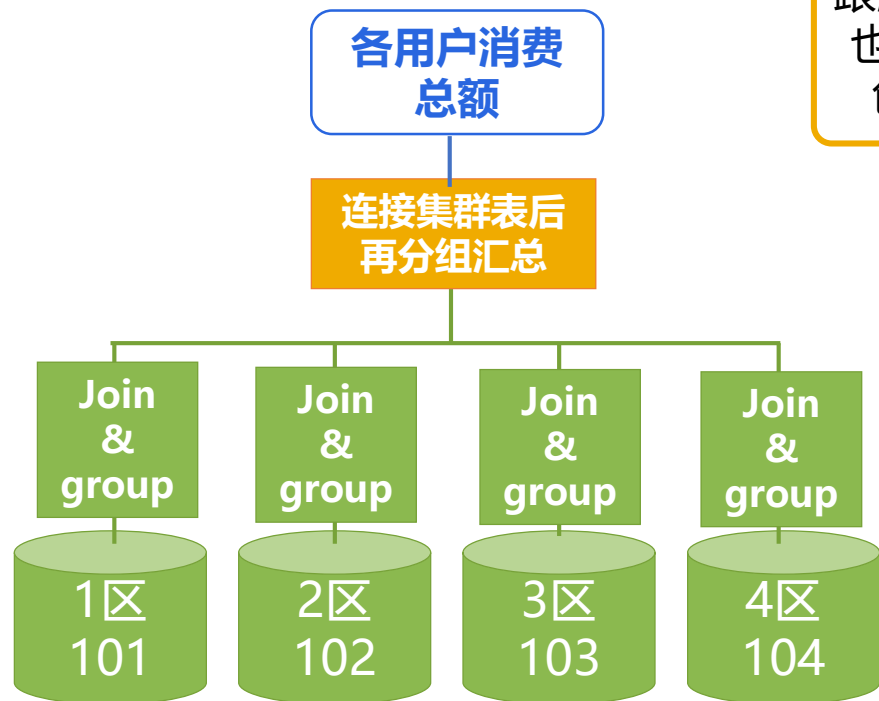 各用户消费
总额
也
连接集群表后
再分组汇总
Join
&
group
Join
&
group
Join
&
group
Join
&
group
1区
101
2区
102
3区
103
4区
104